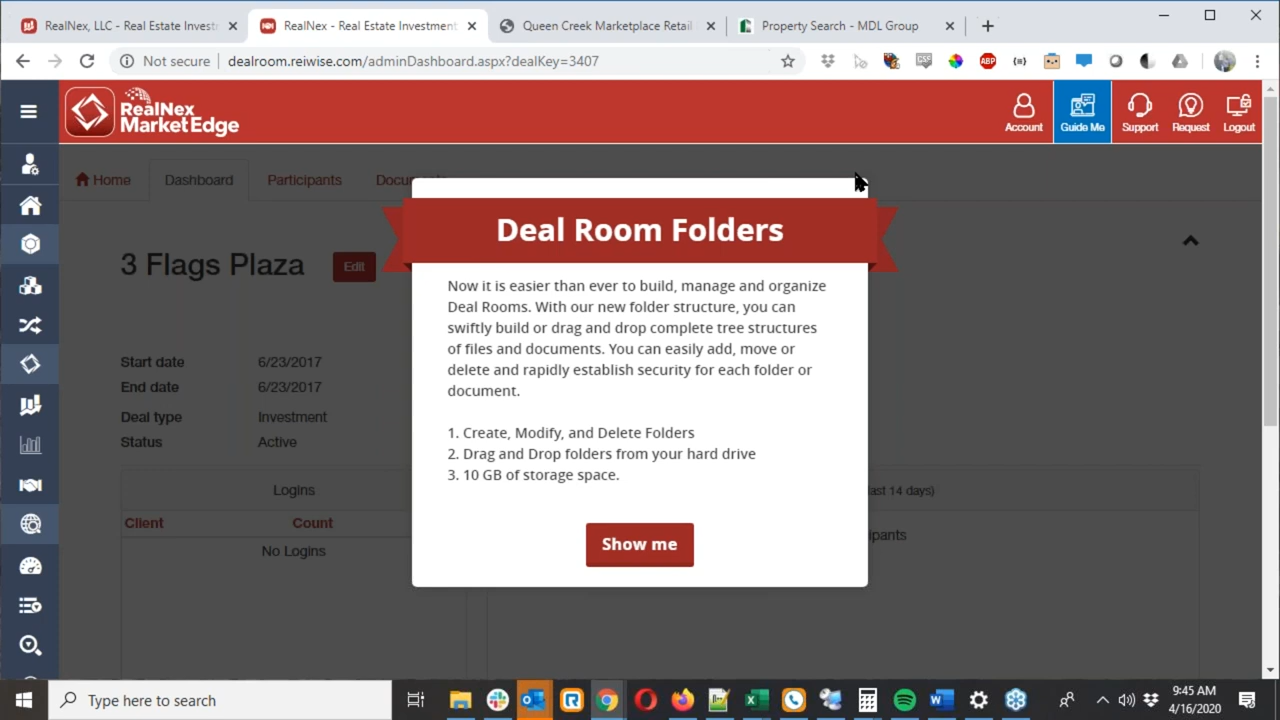 RealNex, LLC - Real Estate Invest
RealNex - Real Estate Investment
Queen Creek Marketplace Retail
Property Search - MDL Group
Not secure
dealroom.reiwise.com/adminDashboard.aspx?dealKey=3407
CSS
ABP
RealNex
MarketEdge
Account
Guide Me
Support
Request
Logout
Home
Dashboard
Participants
Docu
3 Flags Plaza
Edit
Start date 6/23/2017
End date 6/23/2017
Deal type Investment
Status Active
Logins
Client Count
No Logins
last 14 days)
ipants
Deal Room Folders
Now it is easier than ever to build, manage and organize
Deal Rooms. With our new folder structure, you can
swiftly build or drag and drop complete tree structures
of files and documents. You can easily add, move or
delete and rapidly establish security for each folder or
document.
1. Create, Modify, and Delete Folders
2. Drag and Drop folders from your hard drive
3. 10 GB of storage space.
Show me
Type here to search
9:45 AM
4/16/2020